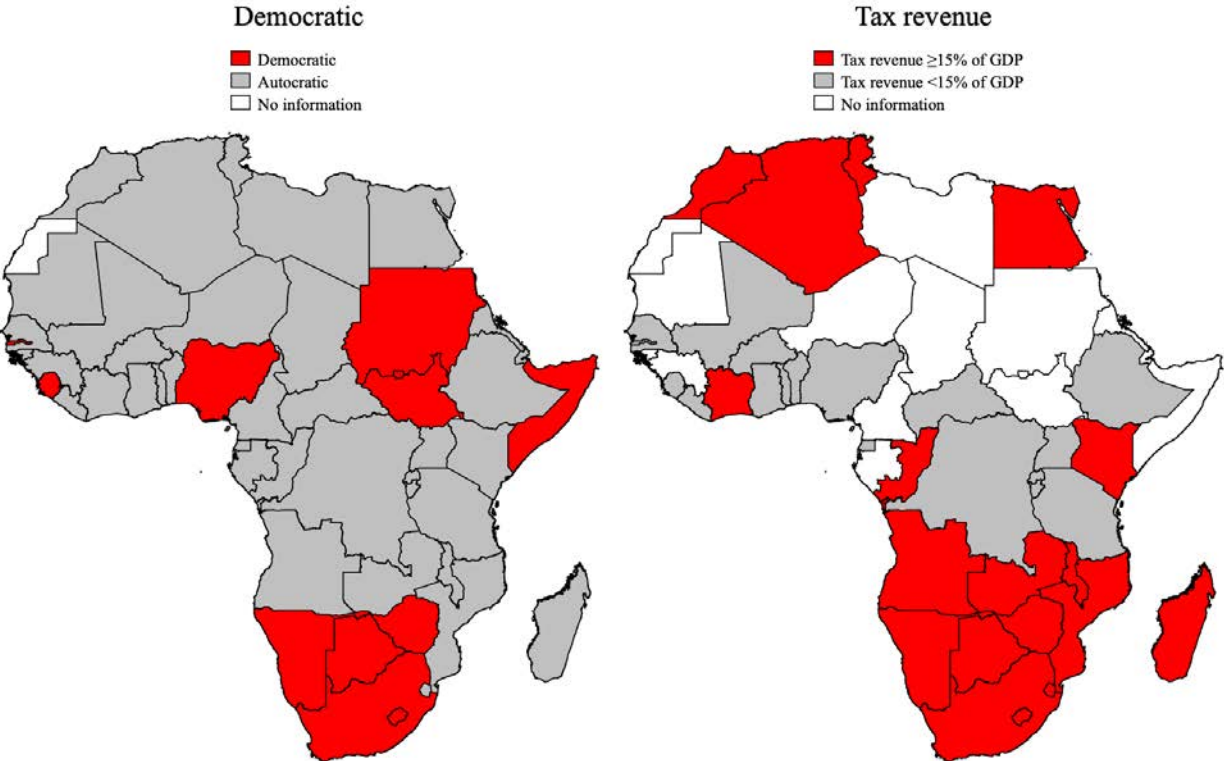 Democratic
Democratic
Autocratic
No information
Tax revenue
Tax revenue ≥15% of GDP
Tax revenue <15% of GDP
No information